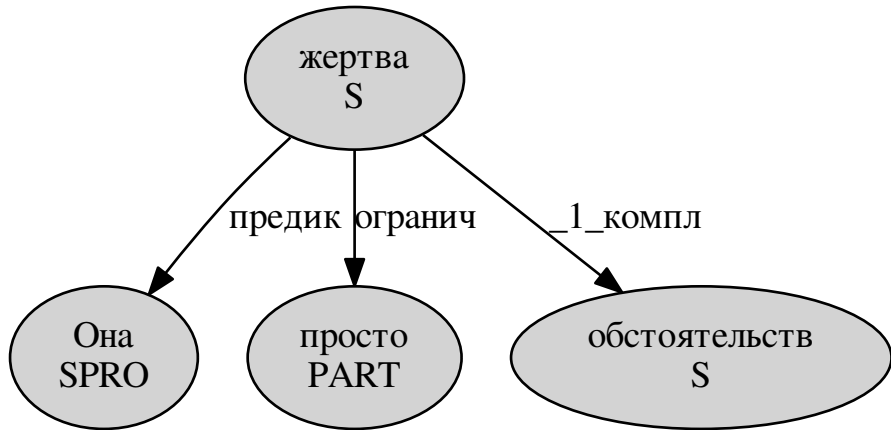 жертва
S
предик огранич _1_компл
Она
SPRO
просто
PART
обстоятельств
S